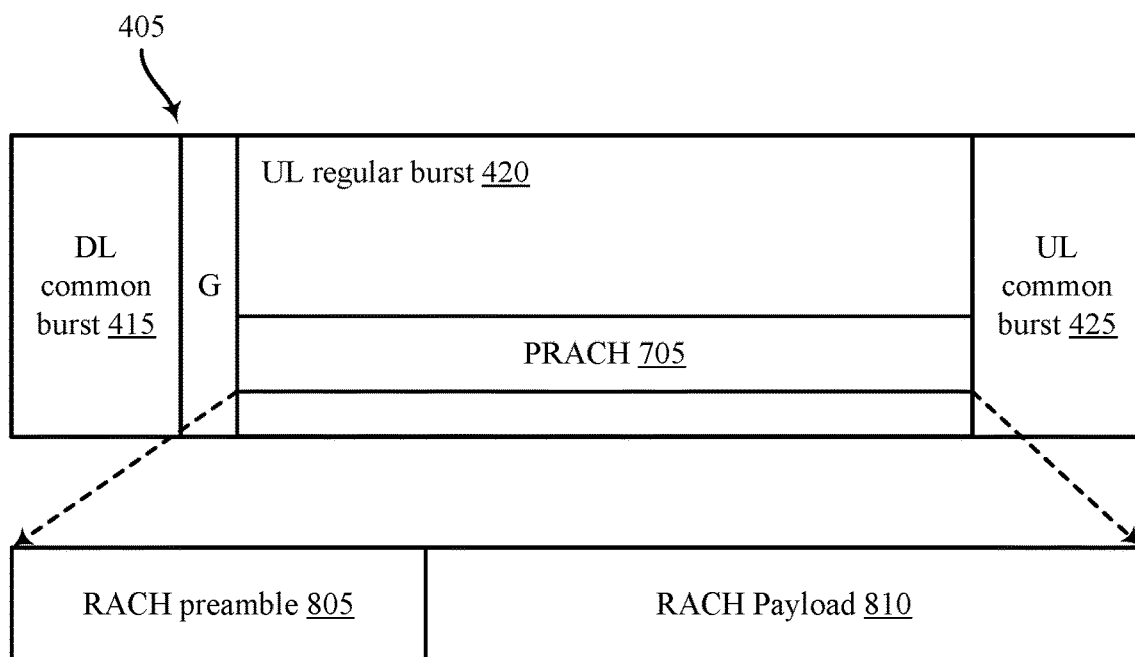 405
UL regular burst 420
DL
common
burst 415
G
UL
common
burst 425
PRACH 705
RACH preamble 805
RACH Payload 810